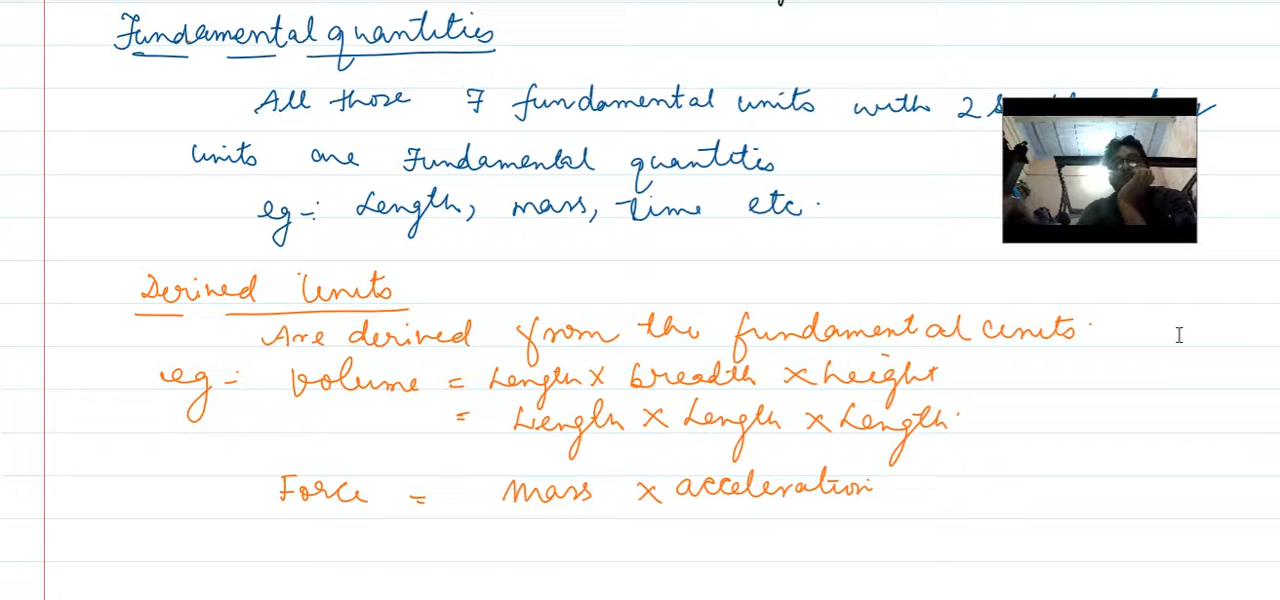 Fundamental quantities
All those 7 fundamental units with 2
units are Fundamental quantities
eg:- Length, mass, time etc.
Derived Units
Are derived from the fundamental units.
eg:- Volume = Length × breadth × height
= Length × Length × Length.
Force = Mass × acceleration